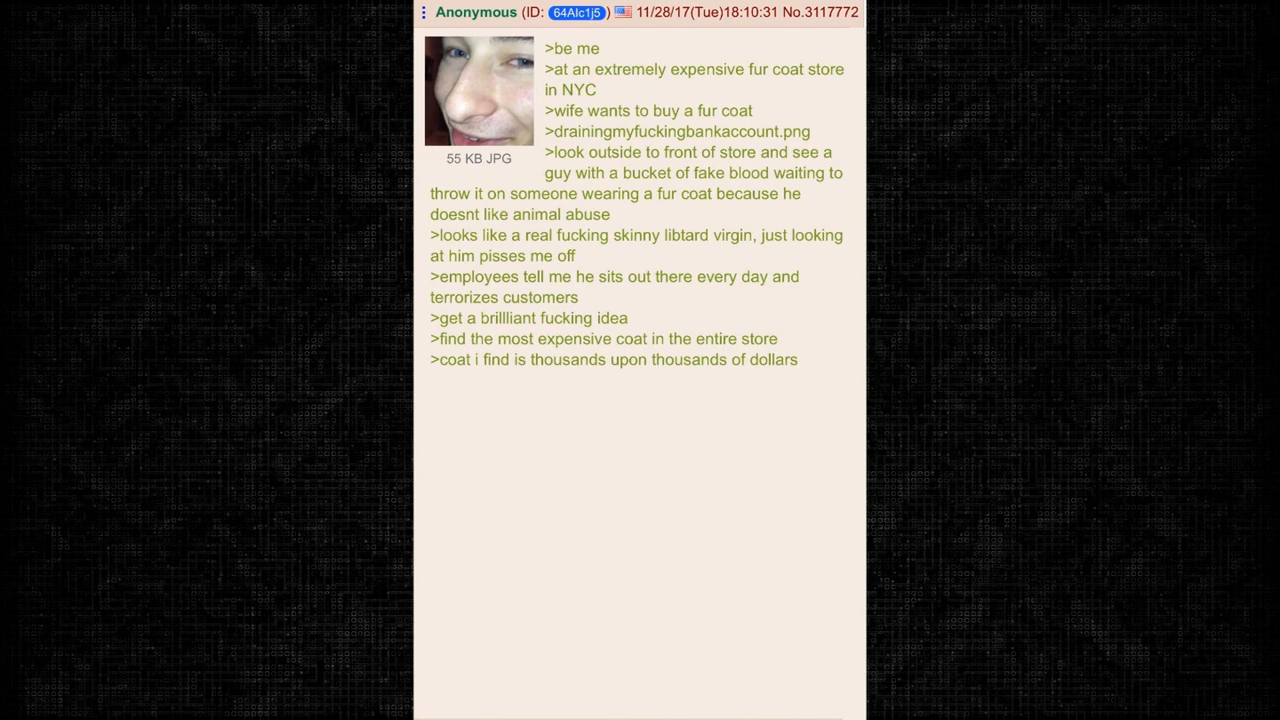 Anonymous (ID: 64AIc1j5) 11/28/17(Tue)18:10:31 No.3117772
>be me
>at an extremely expensive fur coat store
in NYC
>wife wants to buy a fur coat
>drainingmyfuckingbankaccount.png
>look outside to front of store and see a
55 KB JPG
guy with a bucket of fake blood waiting to
throw it on someone wearing a fur coat because he
doesnt like animal abuse
>looks like a real fucking skinny libtard virgin, just looking
at him pisses me off
>employees tell me he sits out there every day and
terrorizes customers
>get a brillliant fucking idea
>find the most expensive coat in the entire store
>coat i find is thousands upon thousands of dollars